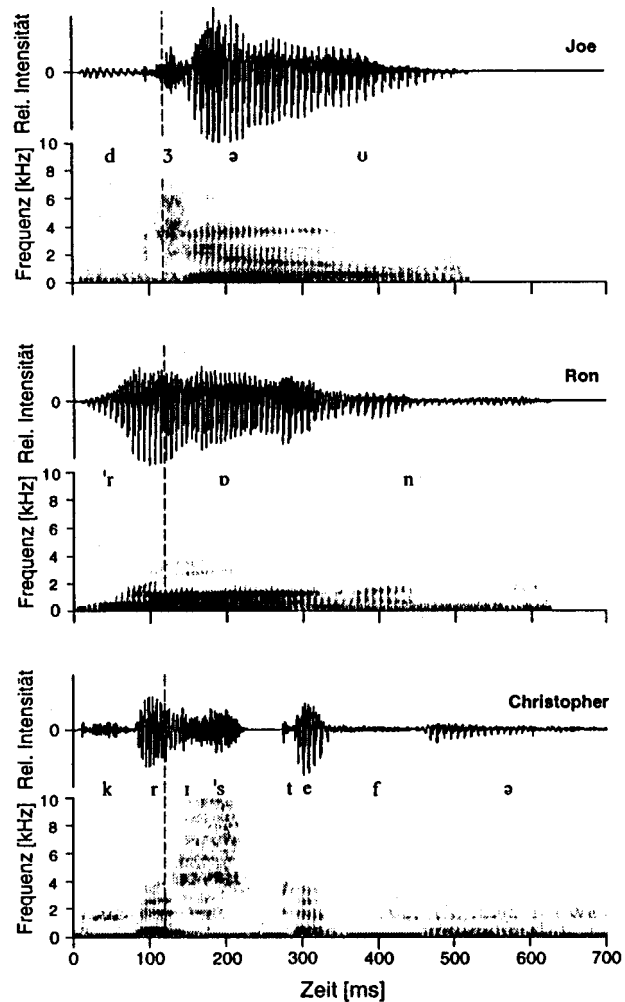 Joe
Rel. Intensität
0
d ʒ ə ʊ
Frequenz [kHz]
10
8
6
4
2
0
Ron
Rel. Intensität
0
ˈr ɒ n
Frequenz [kHz]
10
8
6
4
2
0
Christopher
Rel. Intensität
0
k r ɪ ˈs t e f ə
Frequenz [kHz]
10
8
6
4
2
0
0 100 200 300 400 500 600 700
Zeit [ms]